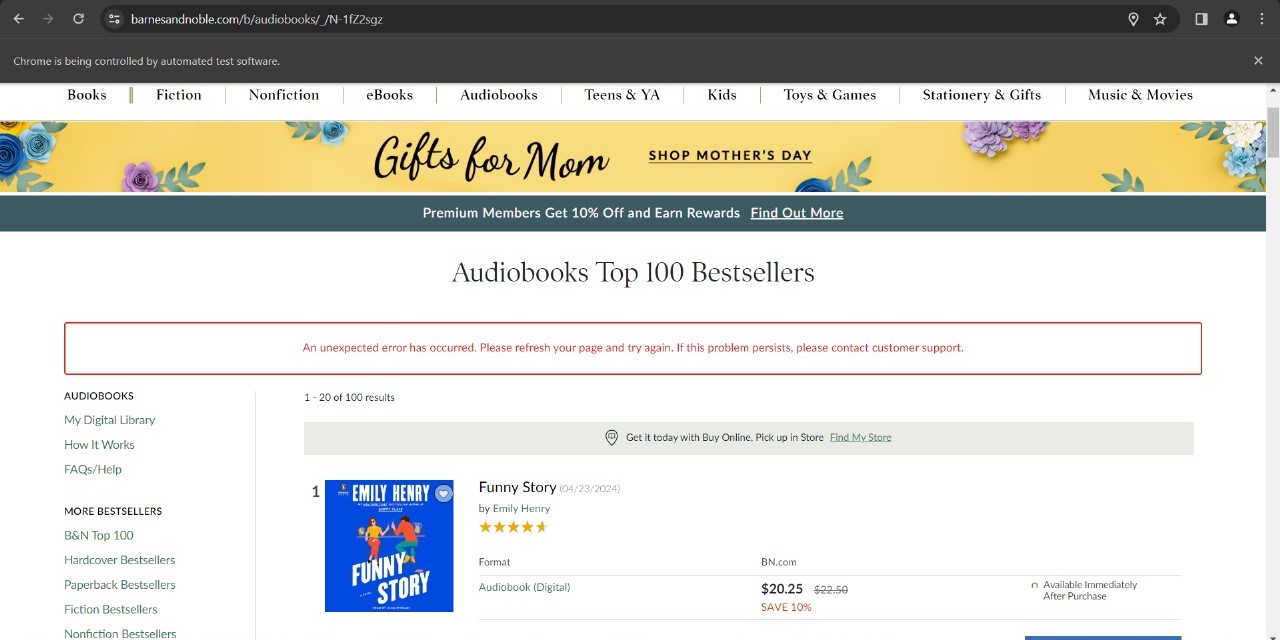 barnesandnoble.com/b/audiobooks/_/N-1fZ2sgz
Chrome is being controlled by automated test software.
Books
Fiction
Nonfiction
eBooks
Audiobooks
Teens & YA
Kids
Toys & Games
Stationery & Gifts
Music & Movies
Gifts for Mom
SHOP MOTHER'S DAY
Premium Members Get 10% Off and Earn Rewards Find Out More
Audiobooks Top 100 Bestsellers
An unexpected error has occurred. Please refresh your page and try again. If this problem persists, please contact customer support.
AUDIOBOOKS
My Digital Library
How It Works
FAQs/Help
MORE BESTSELLERS
B&N Top 100
Hardcover Bestsellers
Paperback Bestsellers
Fiction Bestsellers
Nonfiction Bestsellers
1 - 20 of 100 results
Get it today with Buy Online, Pick up in Store Find My Store
1
EMILY HENRY
FUNNY
STORY
Funny Story (04/23/2024)
by Emily Henry
Format
BN.com
Audiobook (Digital)
$20.25 $22.50
SAVE 10%
Available Immediately
After Purchase